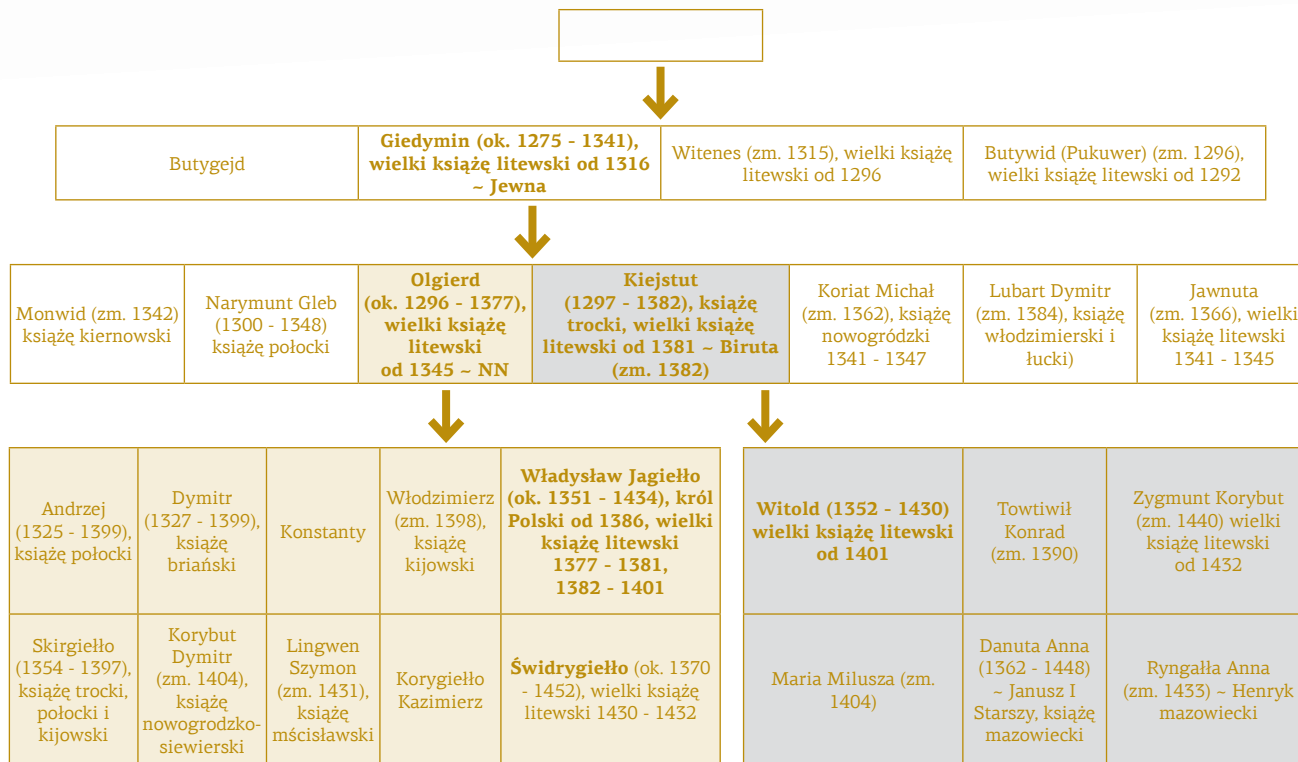 Butygejd
Giedymin (ok. 1275 - 1341),
wielki książę litewski od 1316
~ Jewna
Witenes (zm. 1315), wielki książę
litewski od 1296
Butywid (Pukuwer) (zm. 1296),
wielki książę litewski od 1292
Monwid (zm. 1342)
książę kiernowski
Narymunt Gleb
(1300 - 1348)
książę połocki
Olgierd
(ok. 1296 - 1377),
wielki książę
litewski
od 1345 ~ NN
Kiejstut
(1297 - 1382), książę
trocki, wielki książę
litewski od 1381 ~ Biruta
(zm. 1382)
Koriat Michał
(zm. 1362), książę
nowogródzki
1341 - 1347
Lubart Dymitr
(zm. 1384), książę
włodzimierski i
łucki)
Jawnuta
(zm. 1366), wielki
książę litewski
1341 - 1345
Andrzej
(1325 - 1399),
książę połocki
Dymitr
(1327 - 1399),
książę
briański
Konstanty
Włodzimierz
(zm. 1398),
książę
kijowski
Władysław Jagiełło
(ok. 1351 - 1434), król
Polski od 1386, wielki
książę litewski
1377 - 1381,
1382 - 1401
Witold (1352 - 1430)
wielki książę litewski
od 1401
Towtiwił
Konrad
(zm. 1390)
Zygmunt Korybut
(zm. 1440) wielki
książę litewski
od 1432
Skirgiełło
(1354 - 1397),
książę trocki,
połocki i
kijowski
Korybut
Dymitr
(zm. 1404),
książę
nowogrodzko-
siewierski
Lingwen
Szymon
(zm. 1431),
książę
mścisławski
Korygiełło
Kazimierz
Świdrygiełło (ok. 1370
- 1452), wielki książę
litewski 1430 - 1432
Maria Milusza (zm.
1404)
Danuta Anna
(1362 - 1448)
~ Janusz I
Starszy, książę
mazowiecki
Ryngałła Anna
(zm. 1433) ~ Henryk
mazowiecki